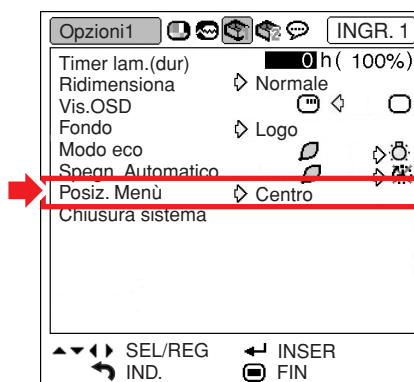 Opzioni1 INGR. 1
Timer lam.(dur) 0 h( 100%)
Ridimensiona Normale
Vis.OSD
Fondo Logo
Modo eco
Spegn. Automatico
Posiz. Menù Centro
Chiusura sistema
SEL/REG INSER
IND. FIN